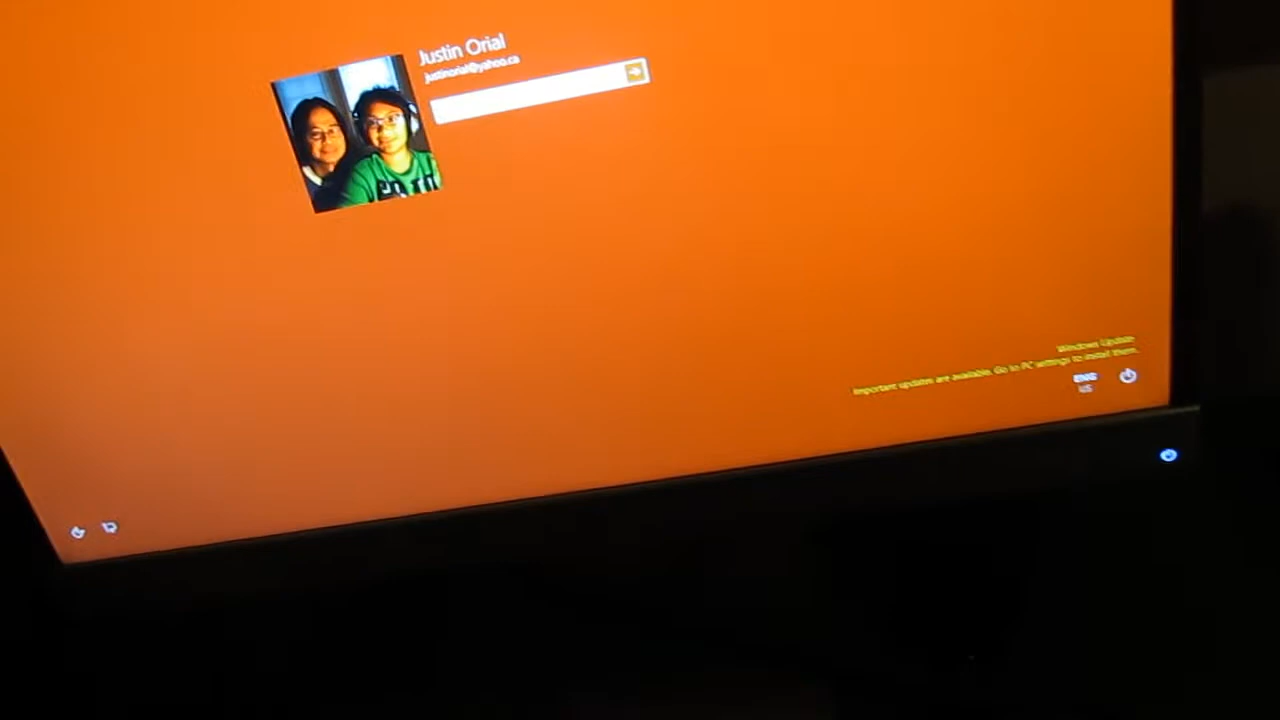 Justin Orial
justinorial@yahoo.ca
Windows Update
Important updates are available. Go to PC settings to install them.
ENG
US